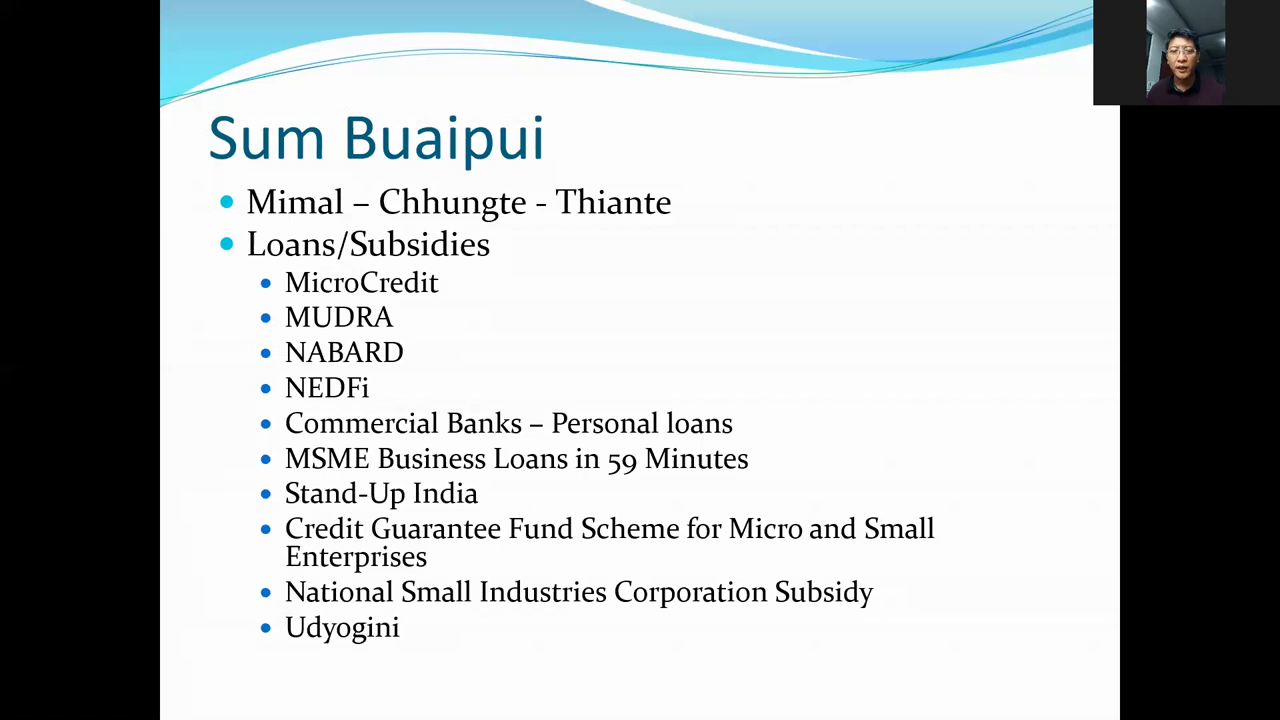 Sum Buaipui
Mimal – Chhungte - Thiante
Loans/Subsidies
MicroCredit
MUDRA
NABARD
NEDFi
Commercial Banks – Personal loans
MSME Business Loans in 59 Minutes
Stand-Up India
Credit Guarantee Fund Scheme for Micro and Small
Enterprises
National Small Industries Corporation Subsidy
Udyogini